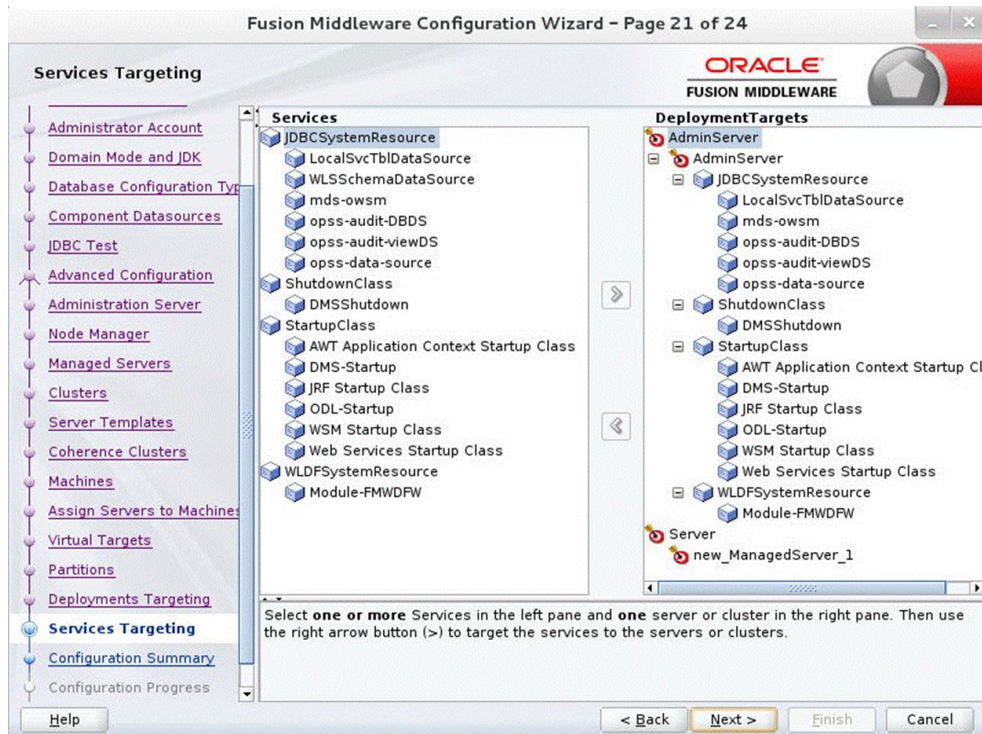 Fusion Middleware Configuration Wizard – Page 21 of 24
Services Targeting
ORACLE
FUSION MIDDLEWARE
Administrator Account
Domain Mode and JDK
Database Configuration Typ
Component Datasources
JDBC Test
Advanced Configuration
Administration Server
Node Manager
Managed Servers
Clusters
Server Templates
Coherence Clusters
Machines
Assign Servers to Machines
Virtual Targets
Partitions
Deployments Targeting
Services Targeting
Configuration Summary
Configuration Progress
Services
JDBCSystemResource
LocalSvcTblDataSource
WLSSchemaDataSource
mds-owsm
opss-audit-DBDS
opss-audit-viewDS
opss-data-source
ShutdownClass
DMSShutdown
StartupClass
AWT Application Context Startup Class
DMS-Startup
JRF Startup Class
ODL-Startup
WSM Startup Class
Web Services Startup Class
WLDFSystemResource
Module-FMWDFW
DeploymentTargets
AdminServer
AdminServer
JDBCSystemResource
LocalSvcTblDataSource
mds-owsm
opss-audit-DBDS
opss-audit-viewDS
opss-data-source
ShutdownClass
DMSShutdown
StartupClass
AWT Application Context Startup Cl
DMS-Startup
JRF Startup Class
ODL-Startup
WSM Startup Class
Web Services Startup Class
WLDFSystemResource
Module-FMWDFW
Server
new_ManagedServer_1
Select one or more Services in the left pane and one server or cluster in the right pane. Then use
the right arrow button (>) to target the services to the servers or clusters.
Help
< Back
Next >
Finish
Cancel